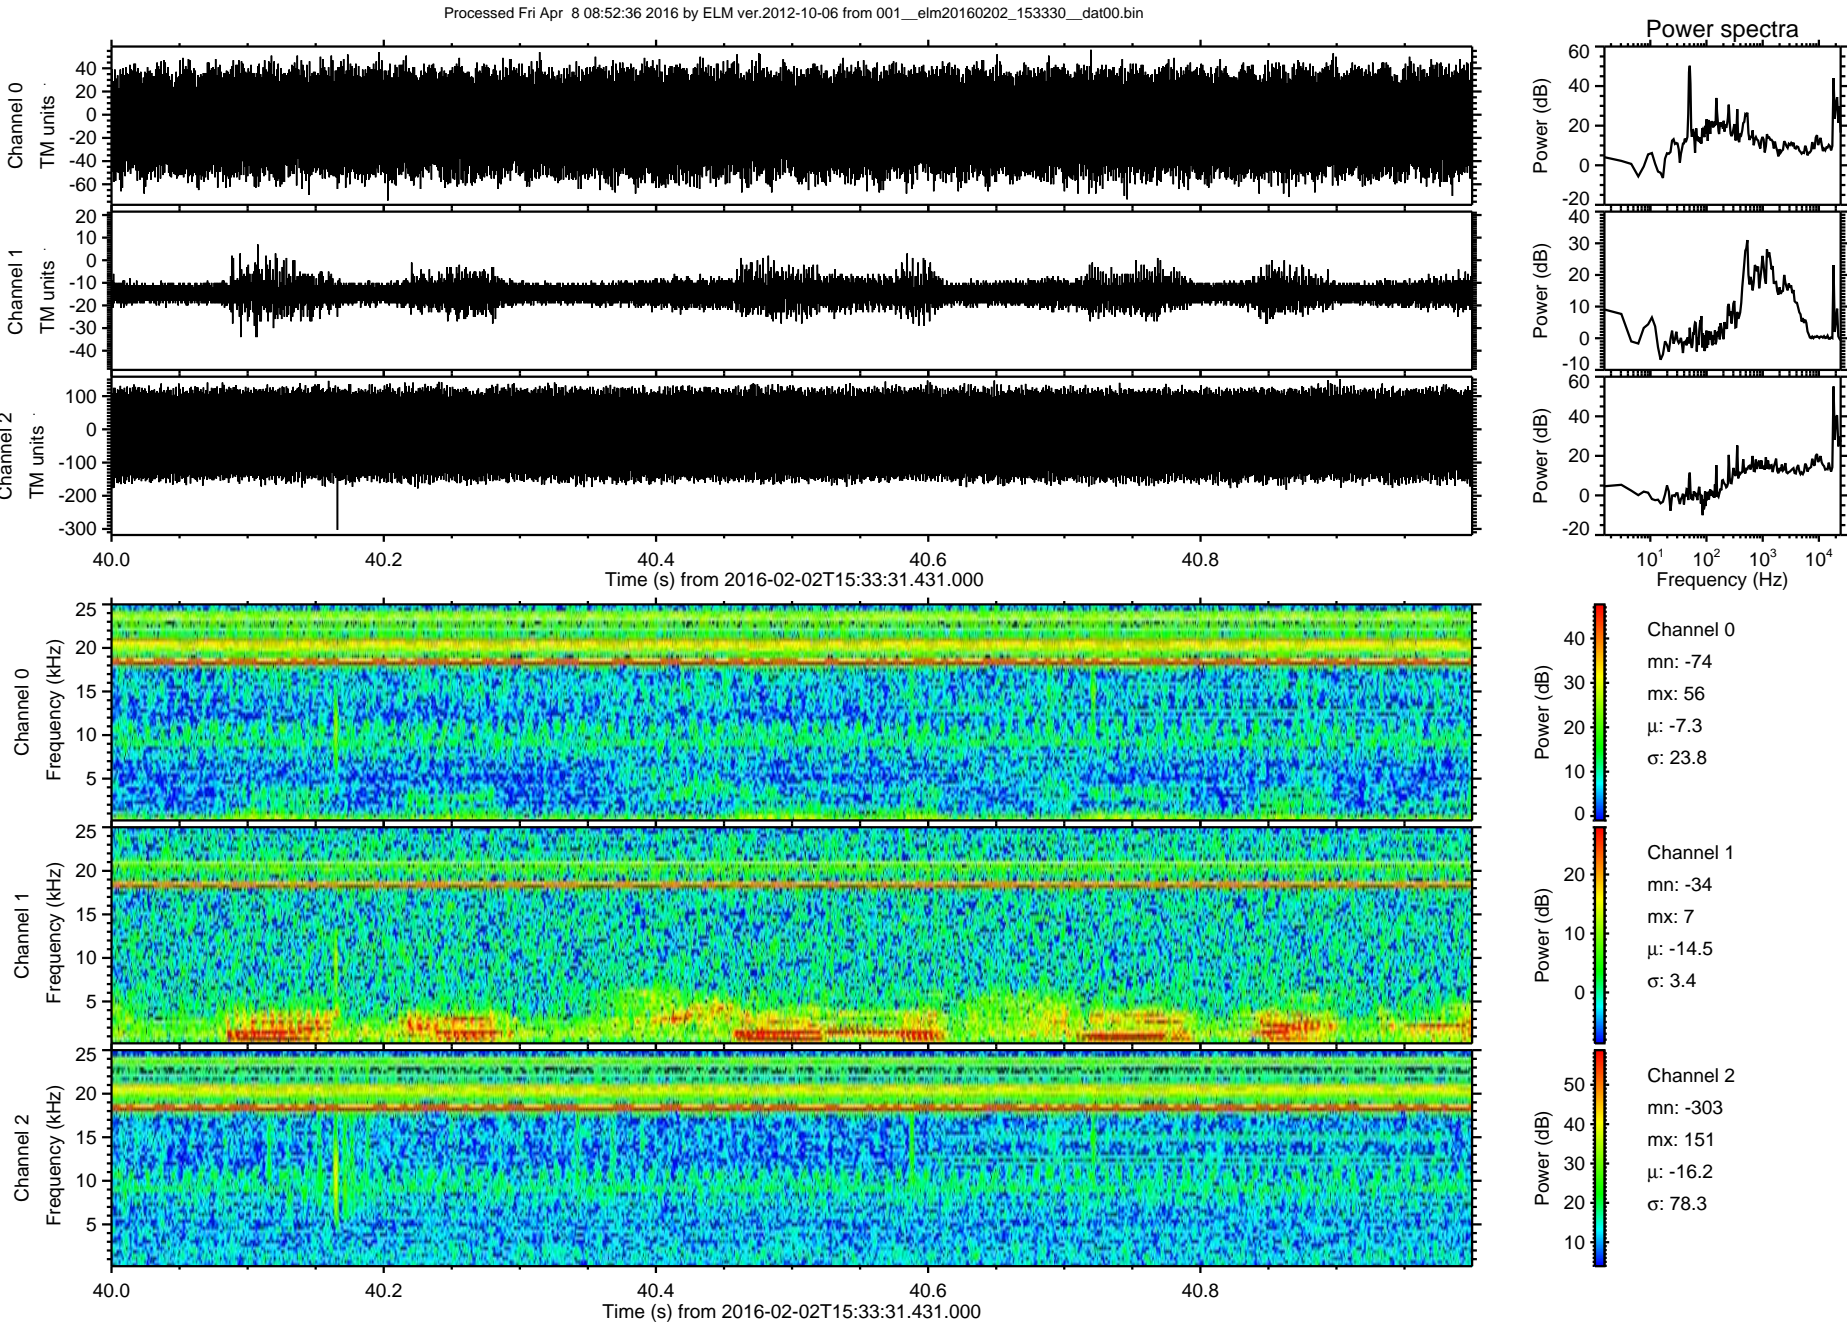 Processed Fri Apr  8 08:52:36 2016 by ELM ver.2012-10-06 from 001__elm20160202_153330__dat00.bin
Power spectra
Channel 0
TM units
40
20
0
-20
-40
-60
Power (dB)
60
40
20
0
-20
Channel 1
TM units
20
10
0
-10
-20
-30
-40
Power (dB)
40
30
20
10
0
-10
Channel 2
TM units
100
0
-100
-200
-300
Power (dB)
60
40
20
0
-20
40.0 40.2 40.4 40.6 40.8
Time (s) from 2016-02-02T15:33:31.431.000
10¹ 10² 10³ 10⁴
Frequency (Hz)
Channel 0
Frequency (kHz)
25
20
15
10
5
Power (dB)
40
30
20
10
0
Channel 0
mn: -74
mx: 56
μ: -7.3
σ: 23.8
Channel 1
Frequency (kHz)
25
20
15
10
5
Power (dB)
20
10
0
Channel 1
mn: -34
mx: 7
μ: -14.5
σ: 3.4
Channel 2
Frequency (kHz)
25
20
15
10
5
Power (dB)
50
40
30
20
10
Channel 2
mn: -303
mx: 151
μ: -16.2
σ: 78.3
40.0 40.2 40.4 40.6 40.8
Time (s) from 2016-02-02T15:33:31.431.000